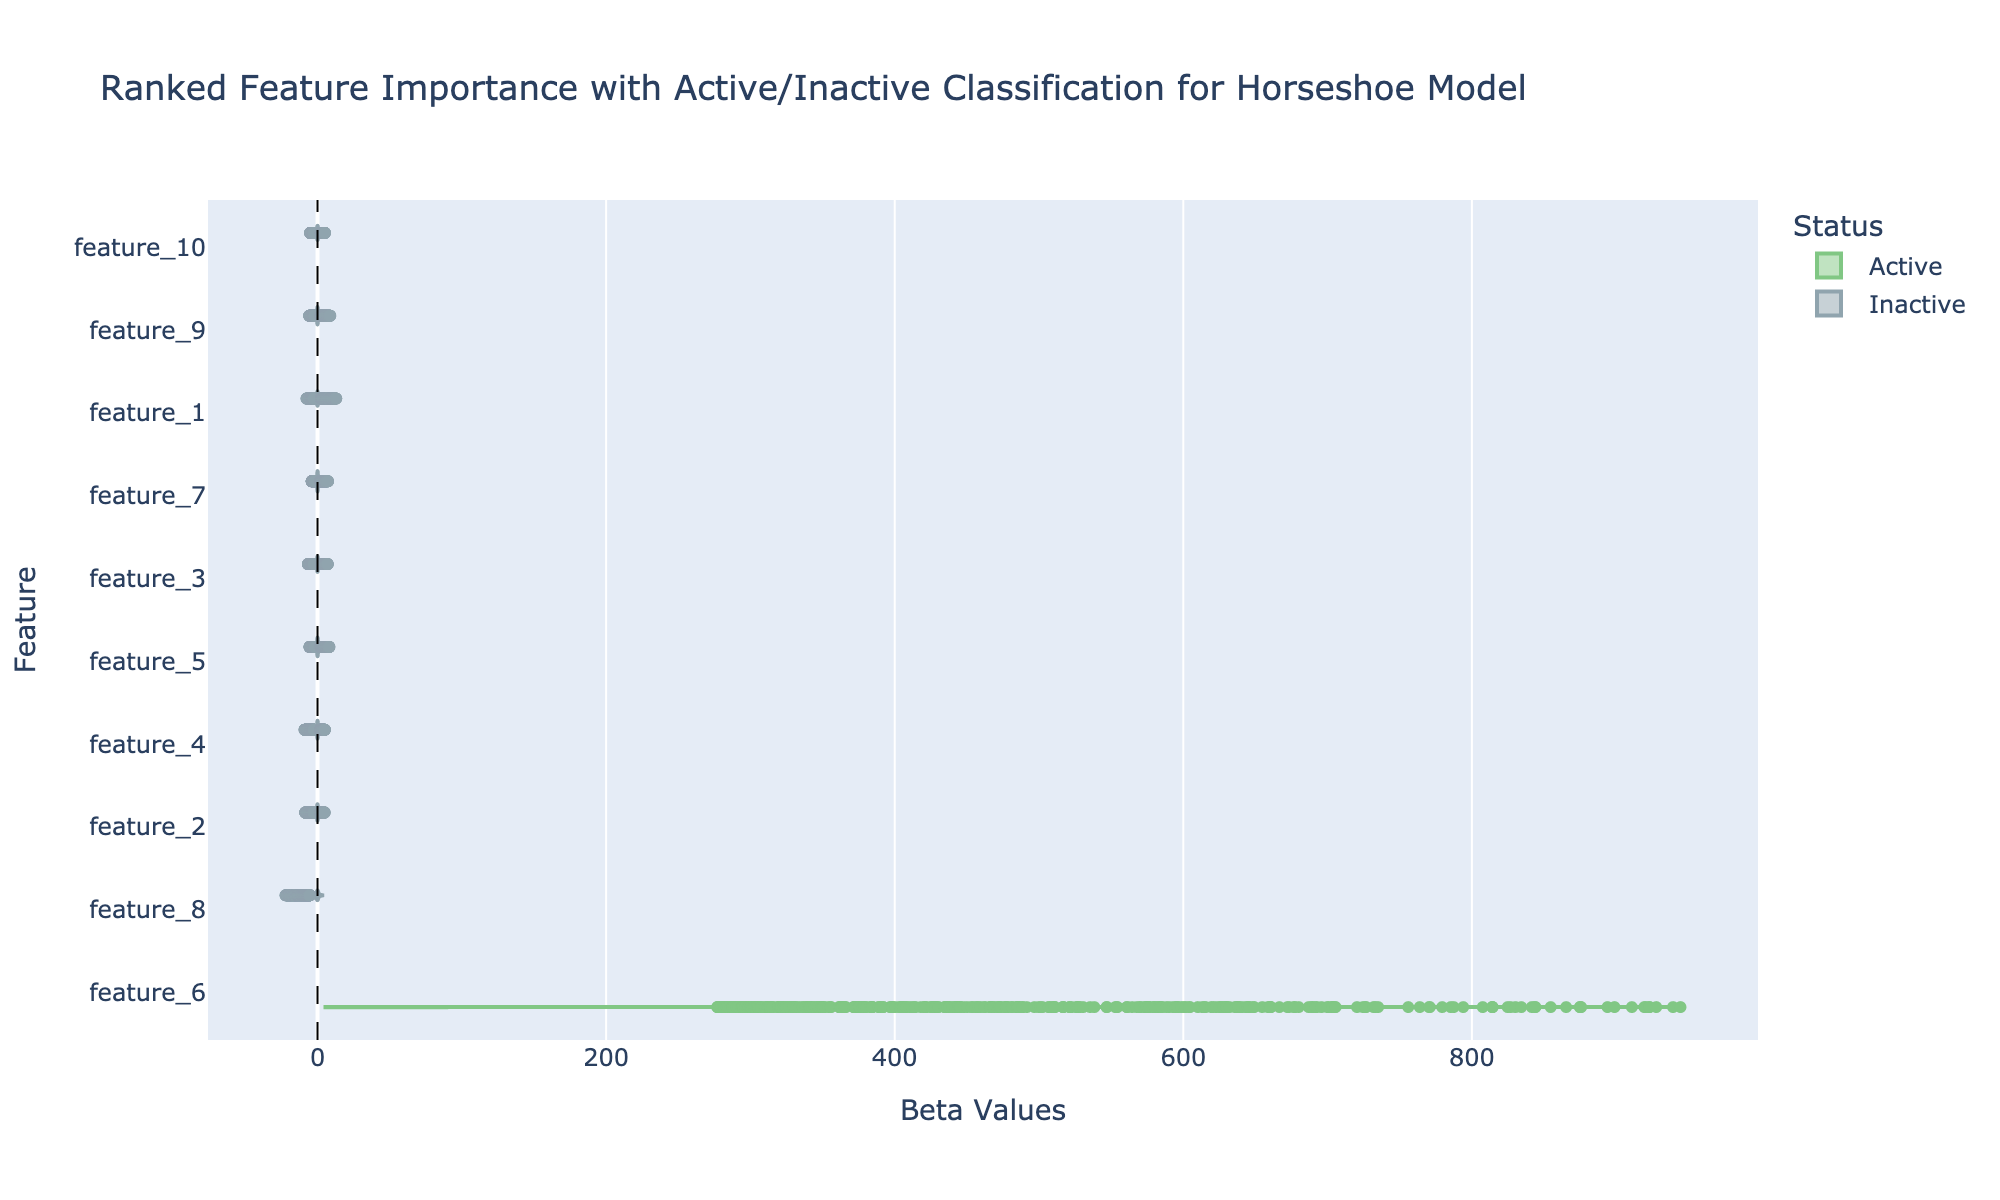 Ranked Feature Importance with Active/Inactive Classification for Horseshoe Model
Status
Active
Inactive
Feature
feature_10
feature_9
feature_1
feature_7
feature_3
feature_5
feature_4
feature_2
feature_8
feature_6
0 200 400 600 800
Beta Values